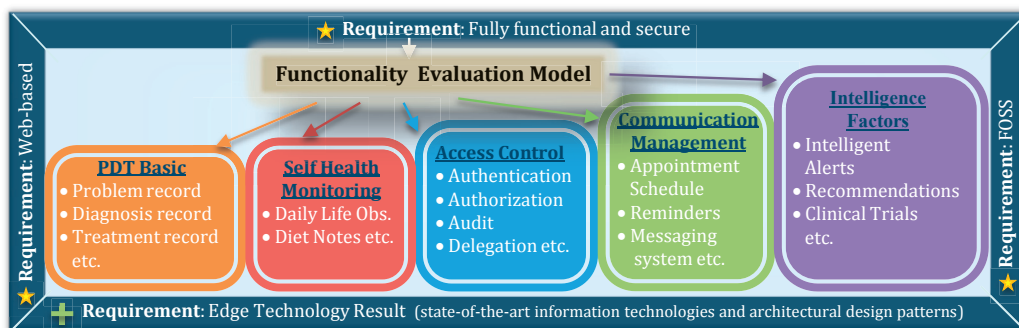 Requirement: Fully functional and secure
Functionality Evaluation Model
Requirement: Web-based
PDT Basic
• Problem record
• Diagnosis record
• Treatment record
etc.
Self Health
Monitoring
• Daily Life Obs.
• Diet Notes etc.
Access Control
• Authentication
• Authorization
• Audit
• Delegation etc.
Communication
Management
• Appointment
Schedule
• Reminders
• Messaging
system etc.
Intelligence
Factors
• Intelligent
Alerts
• Recommendations
• Clinical Trials
etc.
Requirement: FOSS
Requirement: Edge Technology Result (state-of-the-art information technologies and architectural design patterns)